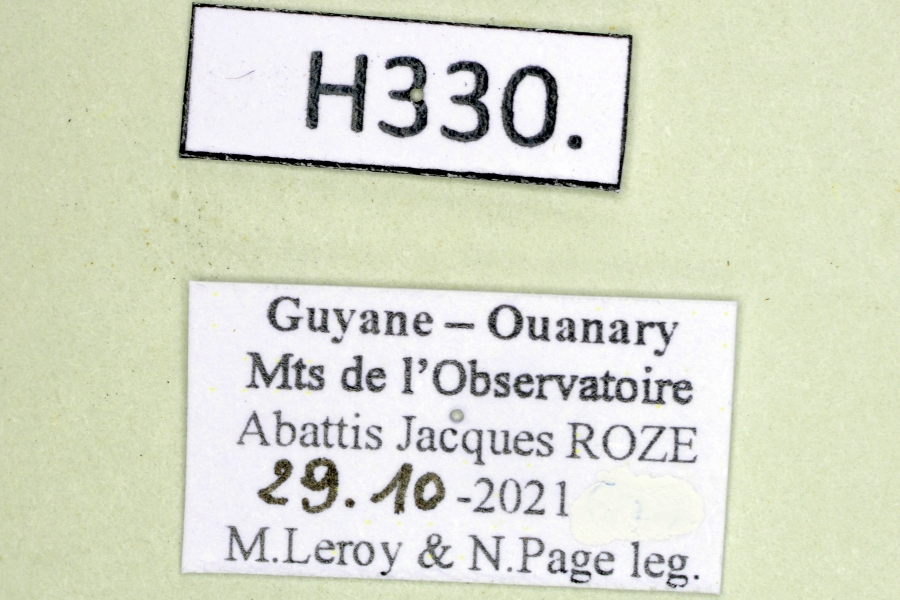 H330.
Guyane – Ouanary
Mts de l'Observatoire
Abattis Jacques ROZE
29.10 -2021
M.Leroy & N.Page leg.